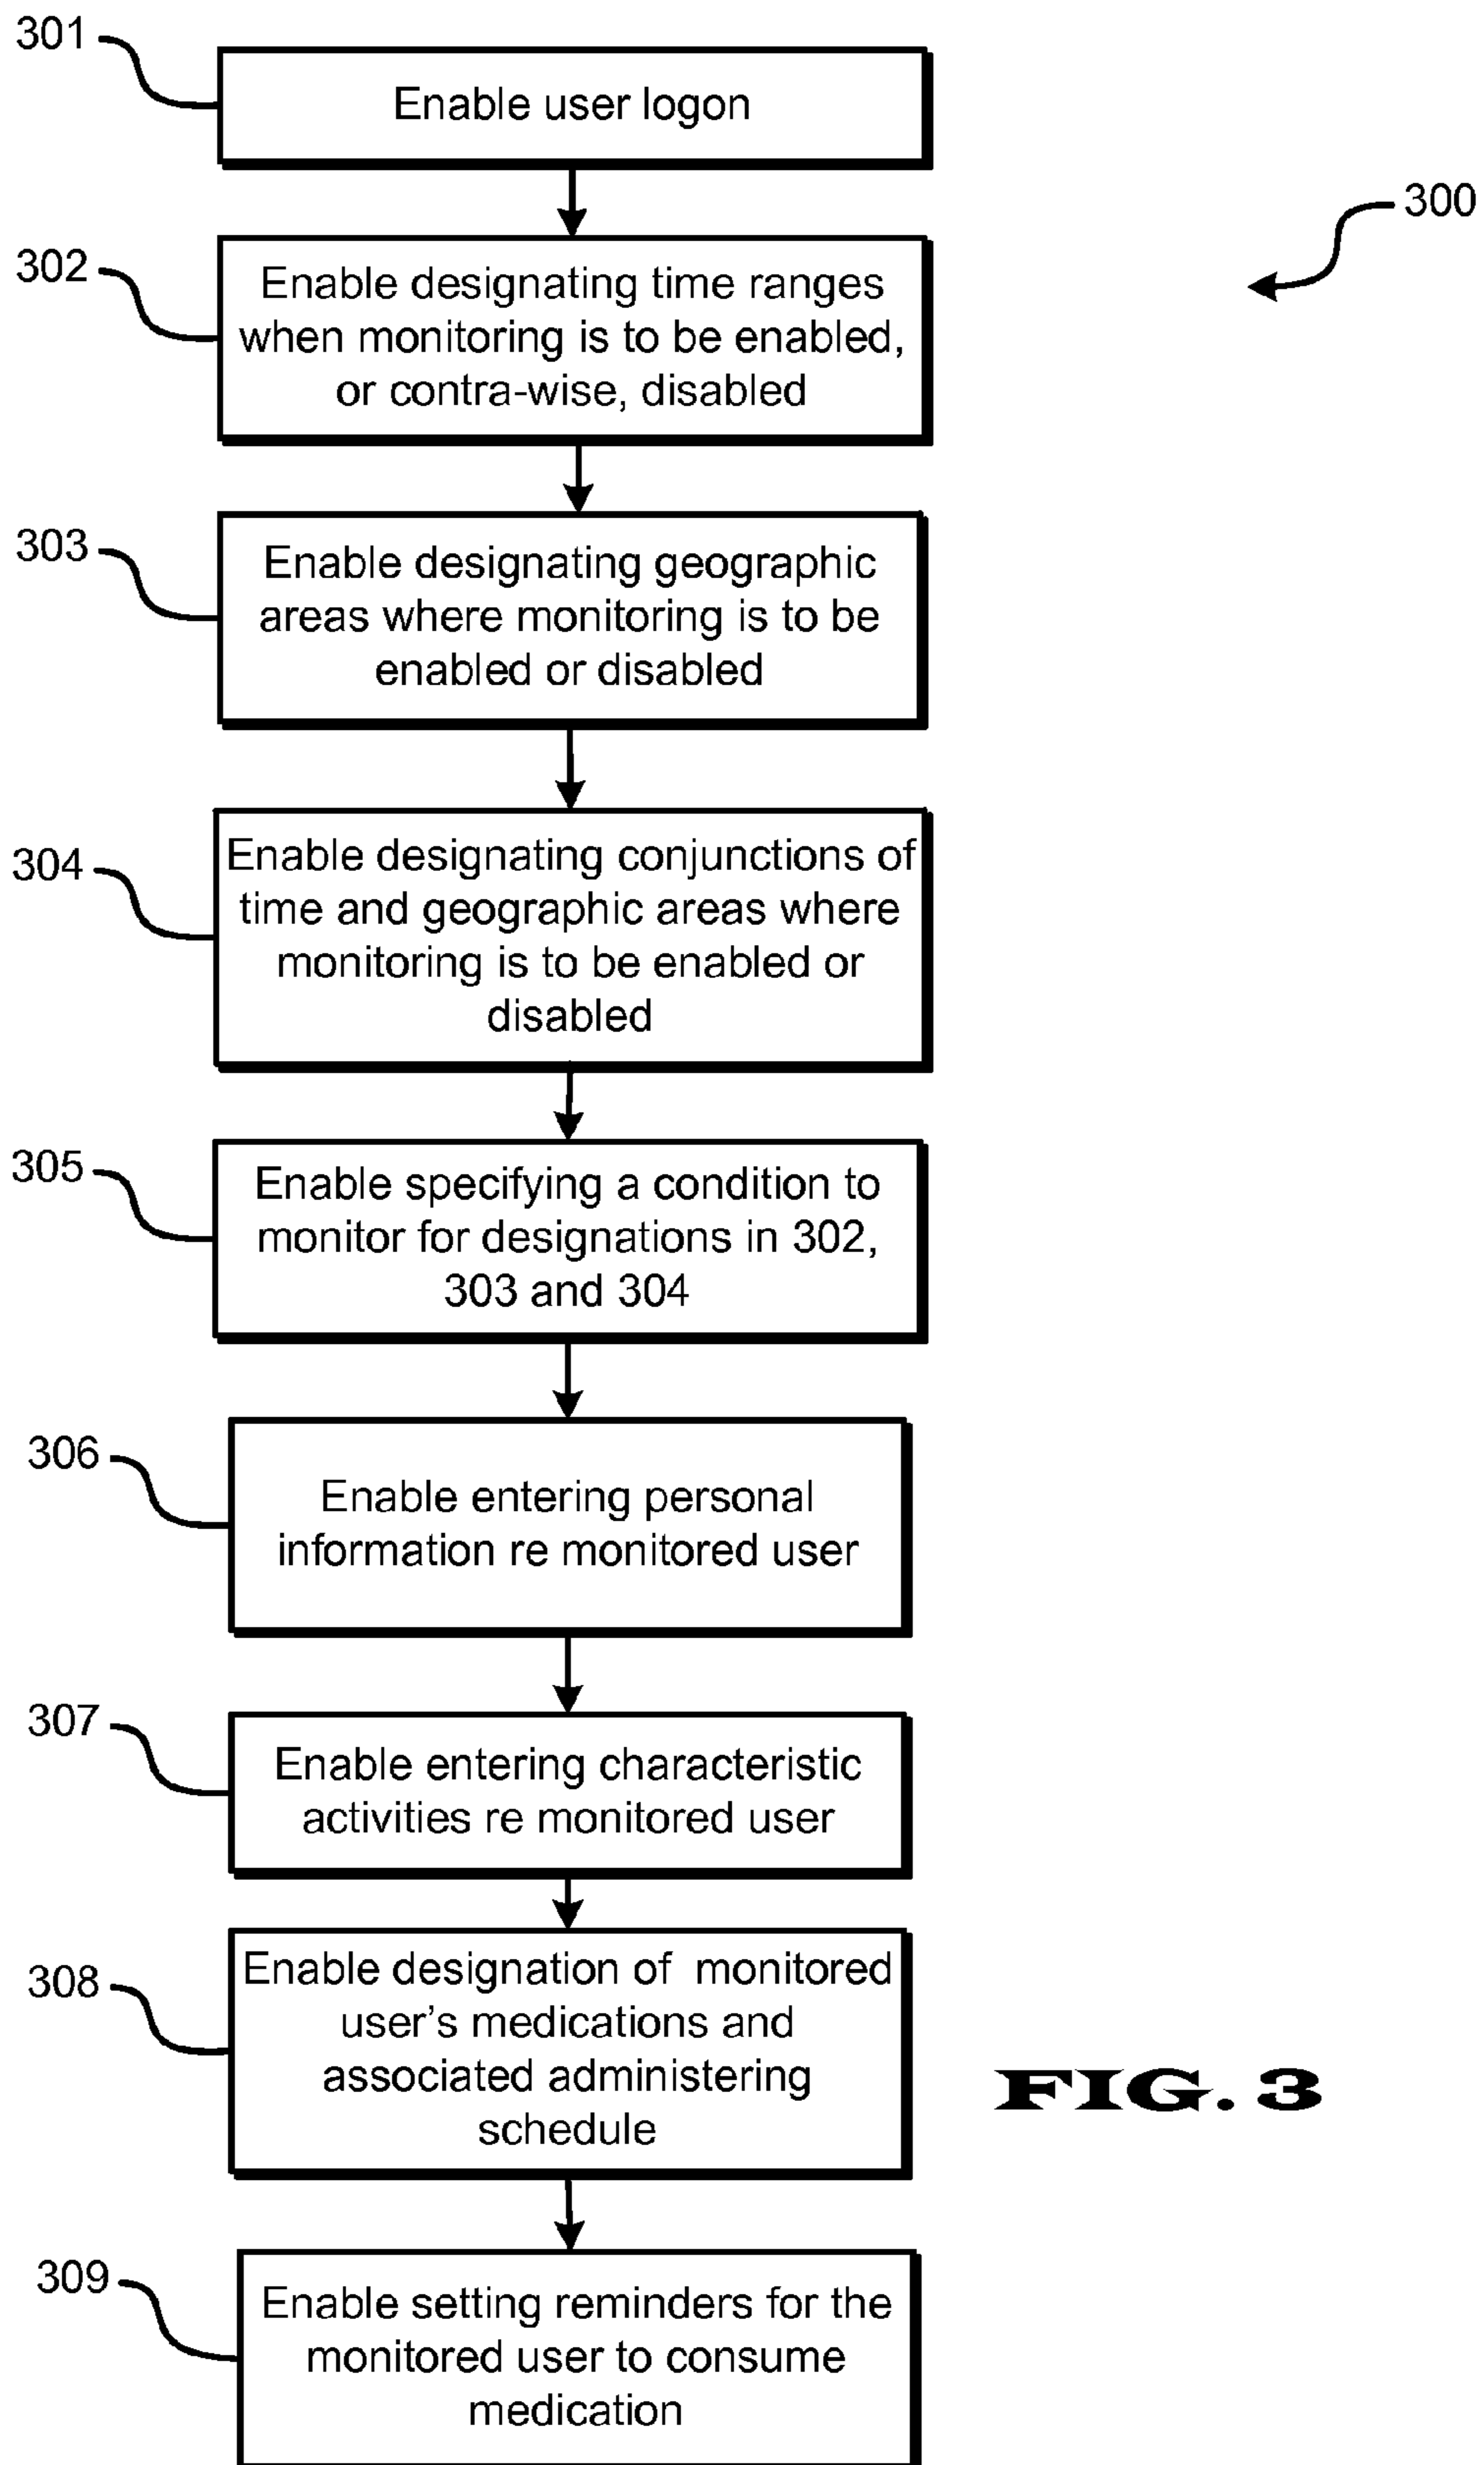 301
Enable user logon
300
302
Enable designating time ranges
when monitoring is to be enabled,
or contra-wise, disabled
303
Enable designating geographic
areas where monitoring is to be
enabled or disabled
304
Enable designating conjunctions of
time and geographic areas where
monitoring is to be enabled or
disabled
305
Enable specifying a condition to
monitor for designations in 302,
303 and 304
306
Enable entering personal
information re monitored user
307
Enable entering characteristic
activities re monitored user
308
Enable designation of monitored
user's medications and
associated administering
schedule
FIG. 3
309
Enable setting reminders for the
monitored user to consume
medication